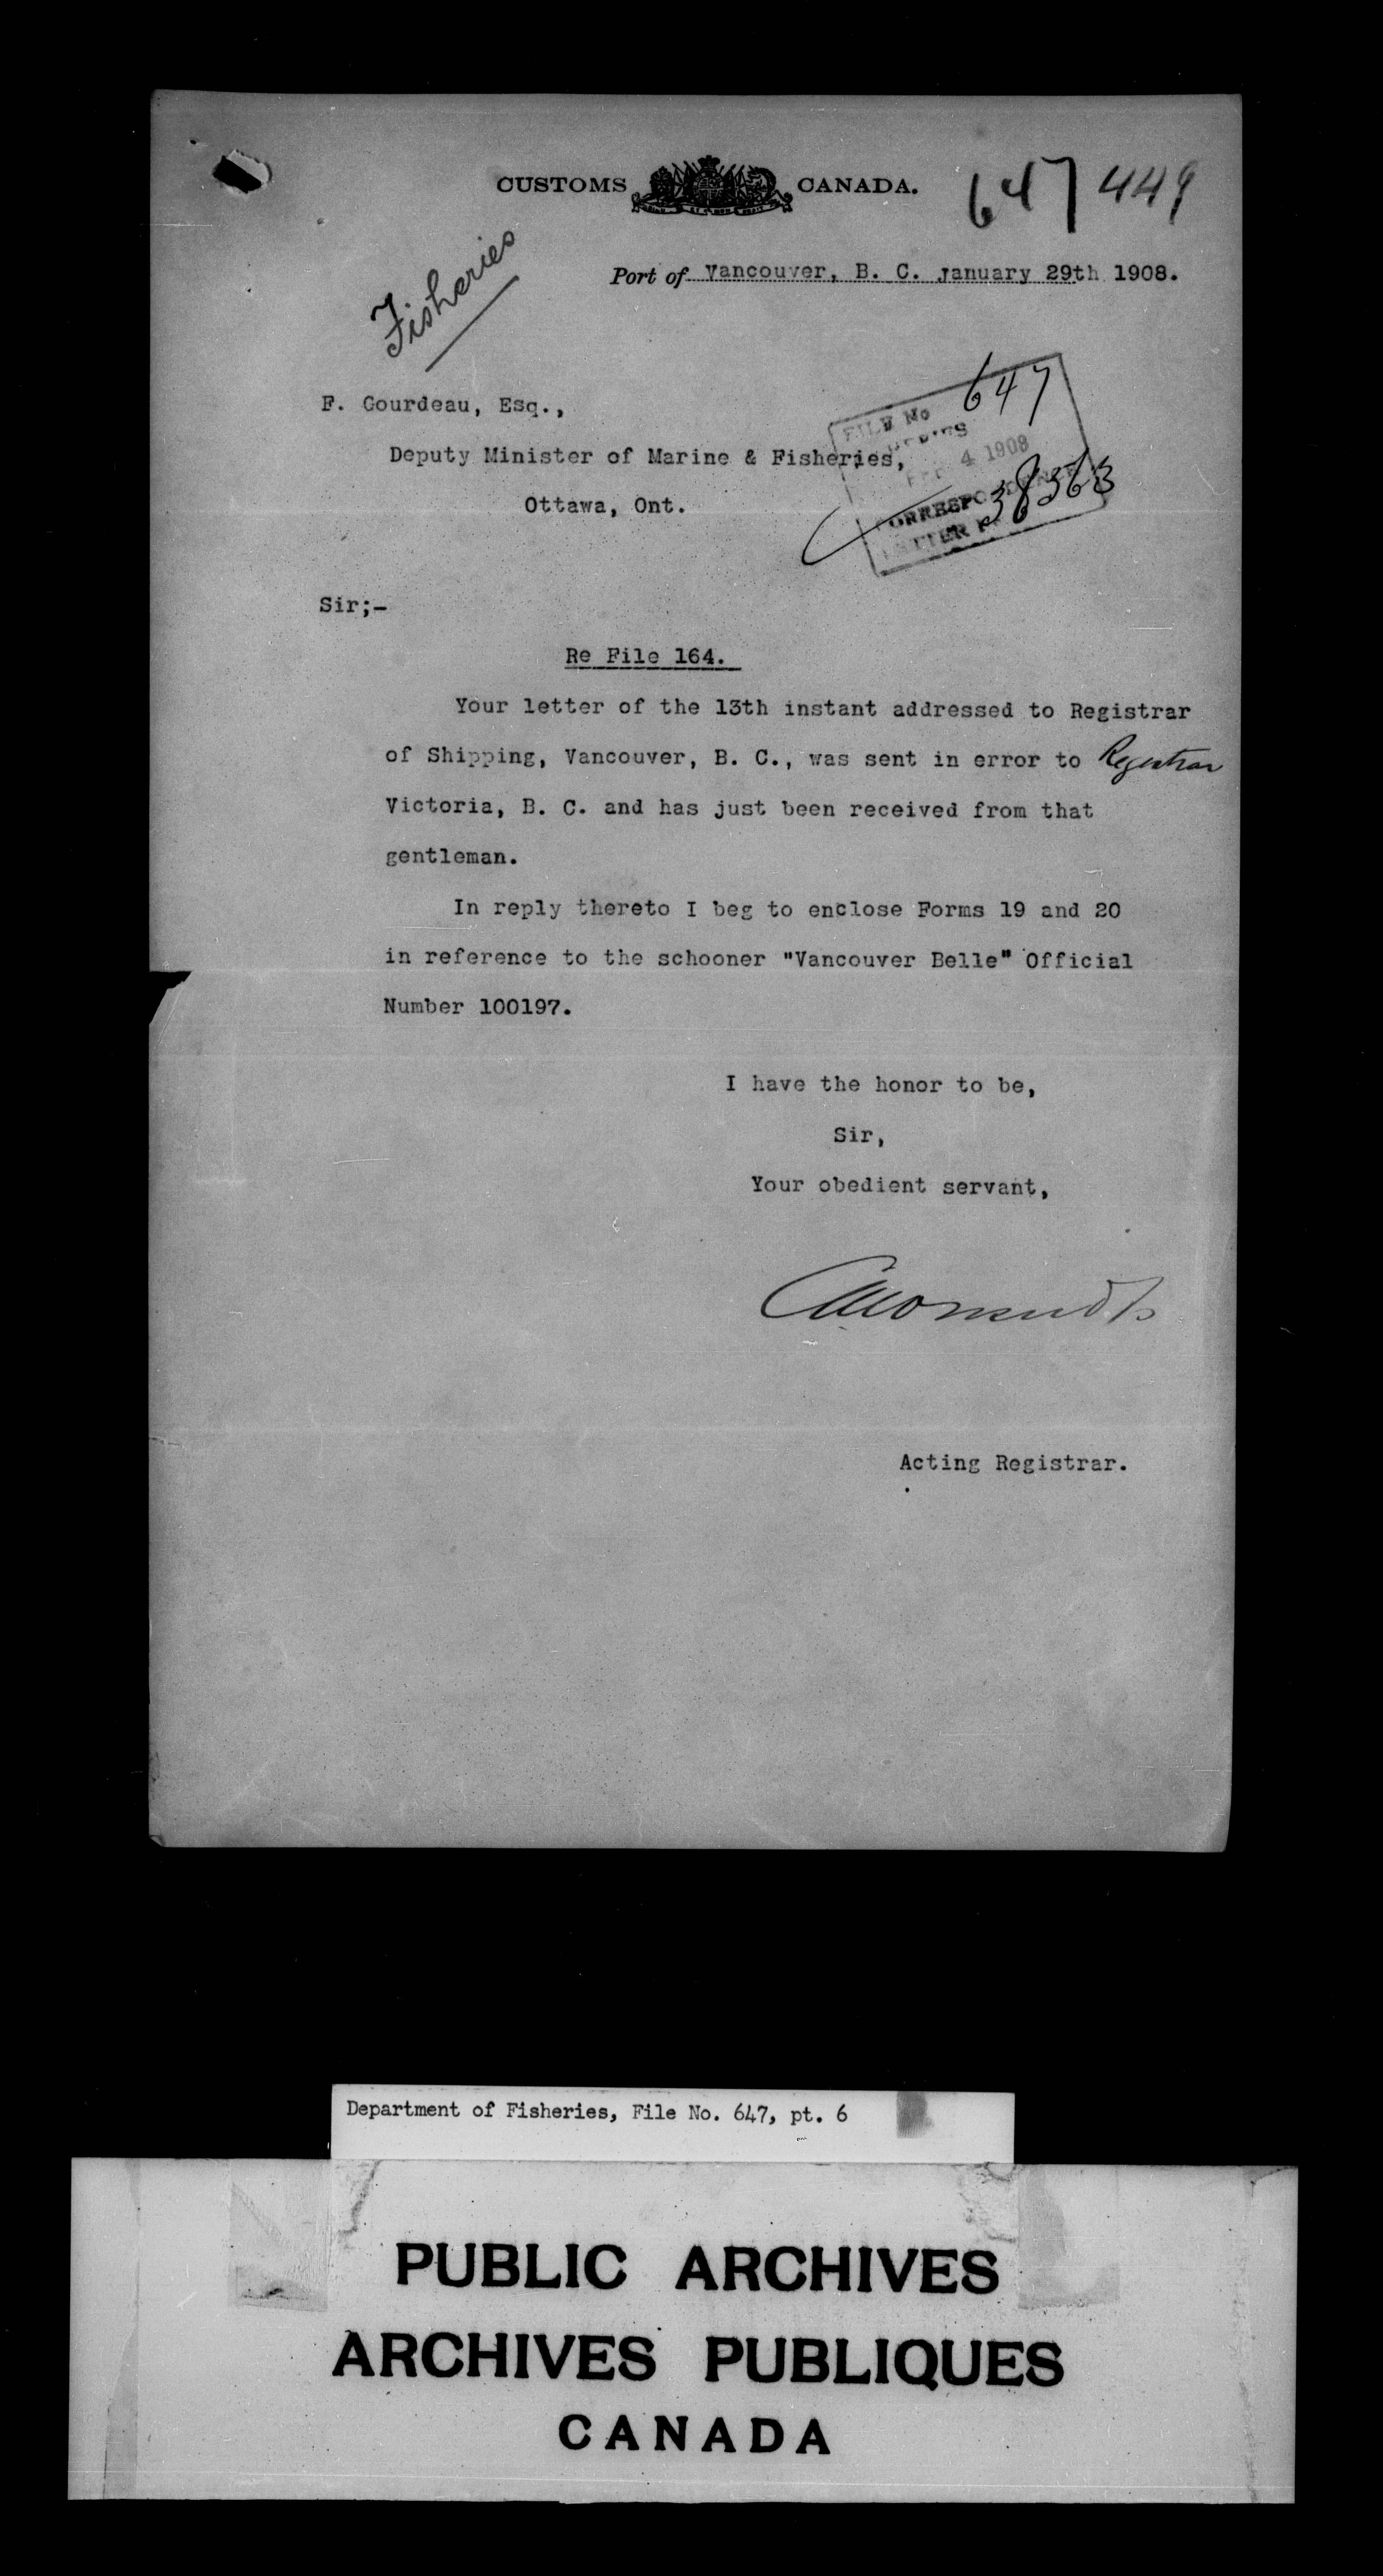 CUSTOMS CANADA.
647 449
Fisheries
Port of Vancouver, B. C. January 29th 1908.
F. Gourdeau, Esq.,
Deputy Minister of Marine & Fisheries,
Ottawa, Ont.
FILE No 647
4 1908
CORRESPONDENCE
LETTER 38363
Sir;-
Re File 164.
Your letter of the 13th instant addressed to Registrar
of Shipping, Vancouver, B. C., was sent in error to Registrar
Victoria, B. C. and has just been received from that
gentleman.
In reply thereto I beg to enclose Forms 19 and 20
in reference to the schooner "Vancouver Belle" Official
Number 100197.
I have the honor to be,
Sir,
Your obedient servant,
Acting Registrar.
Department of Fisheries, File No. 647, pt. 6
PUBLIC ARCHIVES
ARCHIVES PUBLIQUES
CANADA